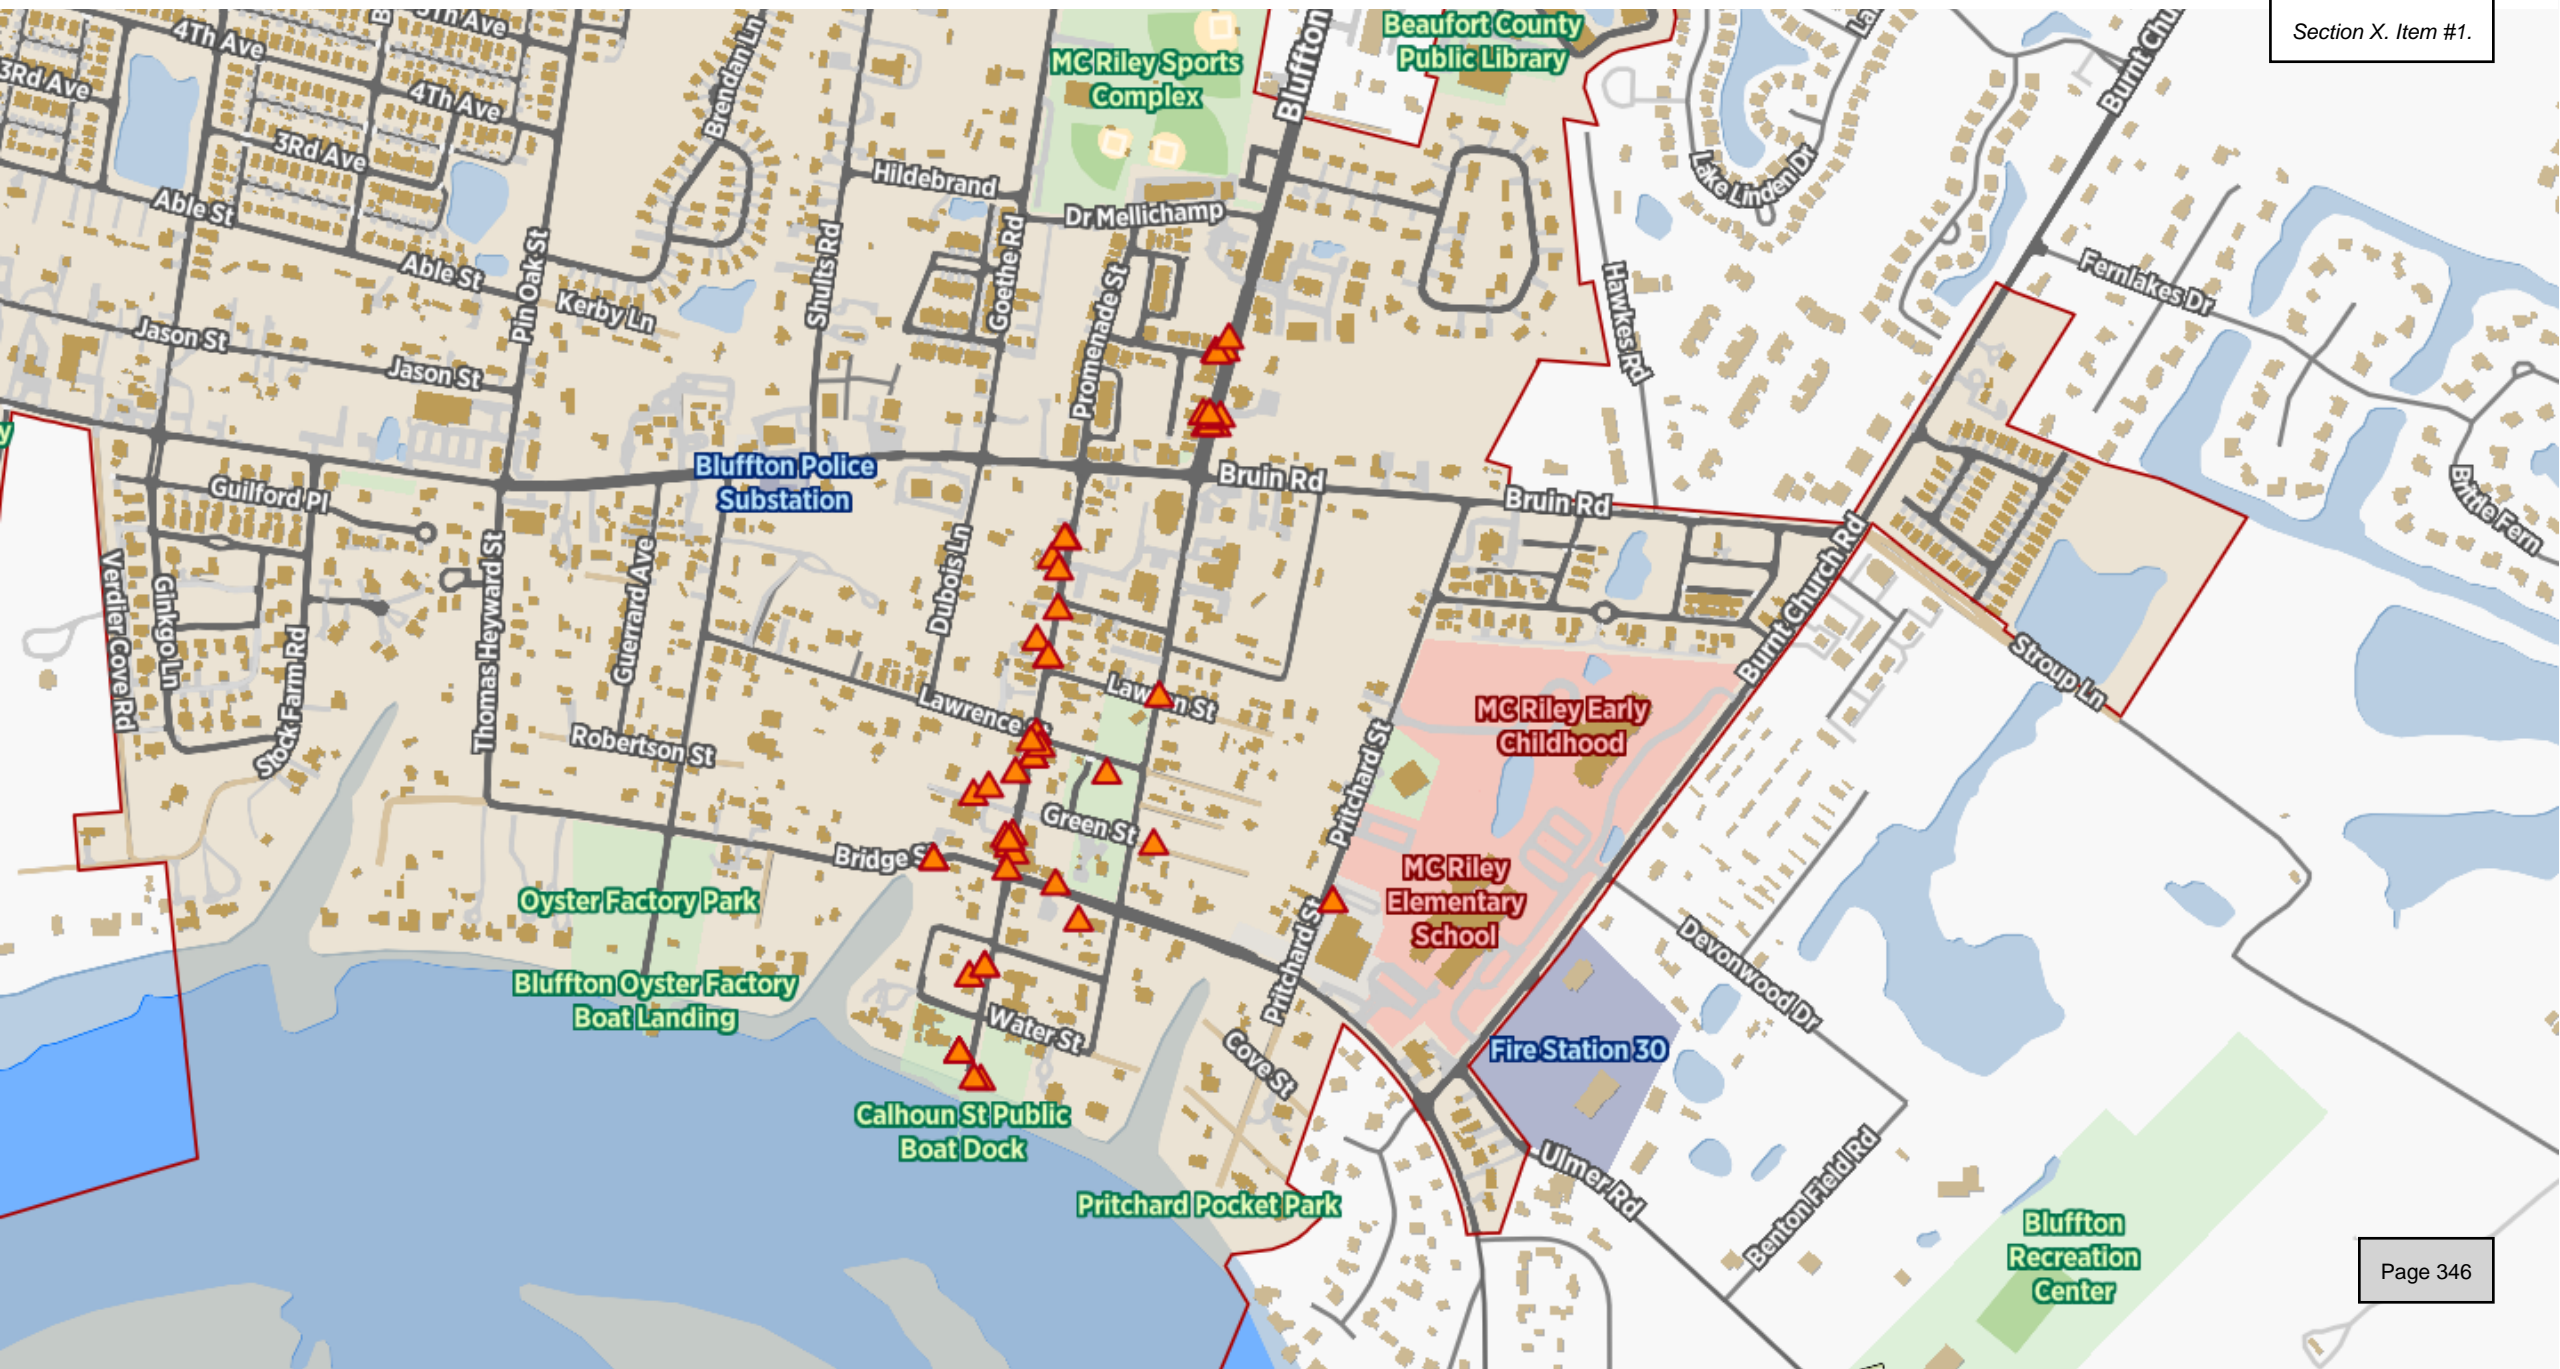 Section X. Item #1.
5Th Ave
4Th Ave
3Rd Ave
4Th Ave
3Rd Ave
Brendan Ln
MC Riley Sports
Complex
Bluffton
Beaufort County
Public Library
Burnt Chu
Lake Linden Dr
Hildebrand
Dr Mellichamp
Able St
Able St
Pin Oak St
Kerby Ln
Shults Rd
Goethe Rd
Promenade St
Hawkes Rd
Fernlakes Dr
Jason St
Jason St
Bluffton Police
Substation
Bruin Rd
Bruin Rd
Brittle Fern
Guilford Pl
Verdier Cove Rd
Ginkgo Ln
Stock Farm Rd
Thomas Heyward St
Guerrard Ave
Dubois Ln
Burnt Church Rd
Stroup Ln
Lawrence St
Lawton St
Robertson St
Pritchard St
MC Riley Early
Childhood
Green St
Bridge St
MC Riley
Elementary
School
Oyster Factory Park
Pritchard St
Devonwood Dr
Bluffton Oyster Factory
Boat Landing
Water St
Cove St
Fire Station 30
Calhoun St Public
Boat Dock
Ulmer Rd
Benton Field Rd
Pritchard Pocket Park
Bluffton
Recreation
Center
Page 346